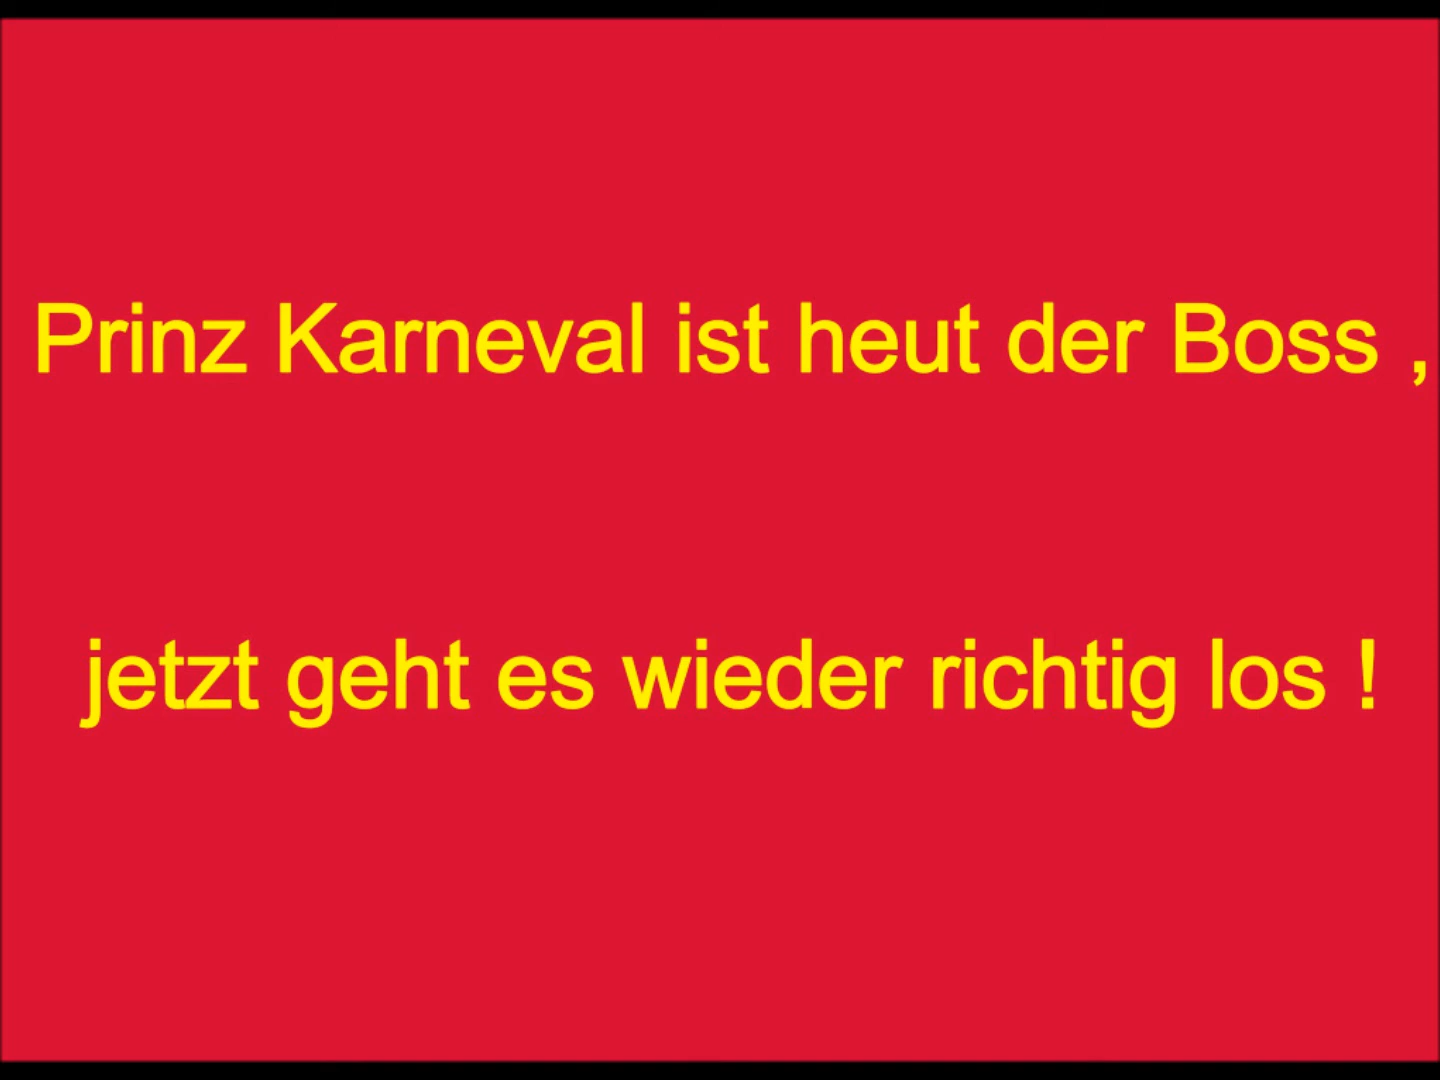 Prinz Karneval ist heut der Boss ,
jetzt geht es wieder richtig los !